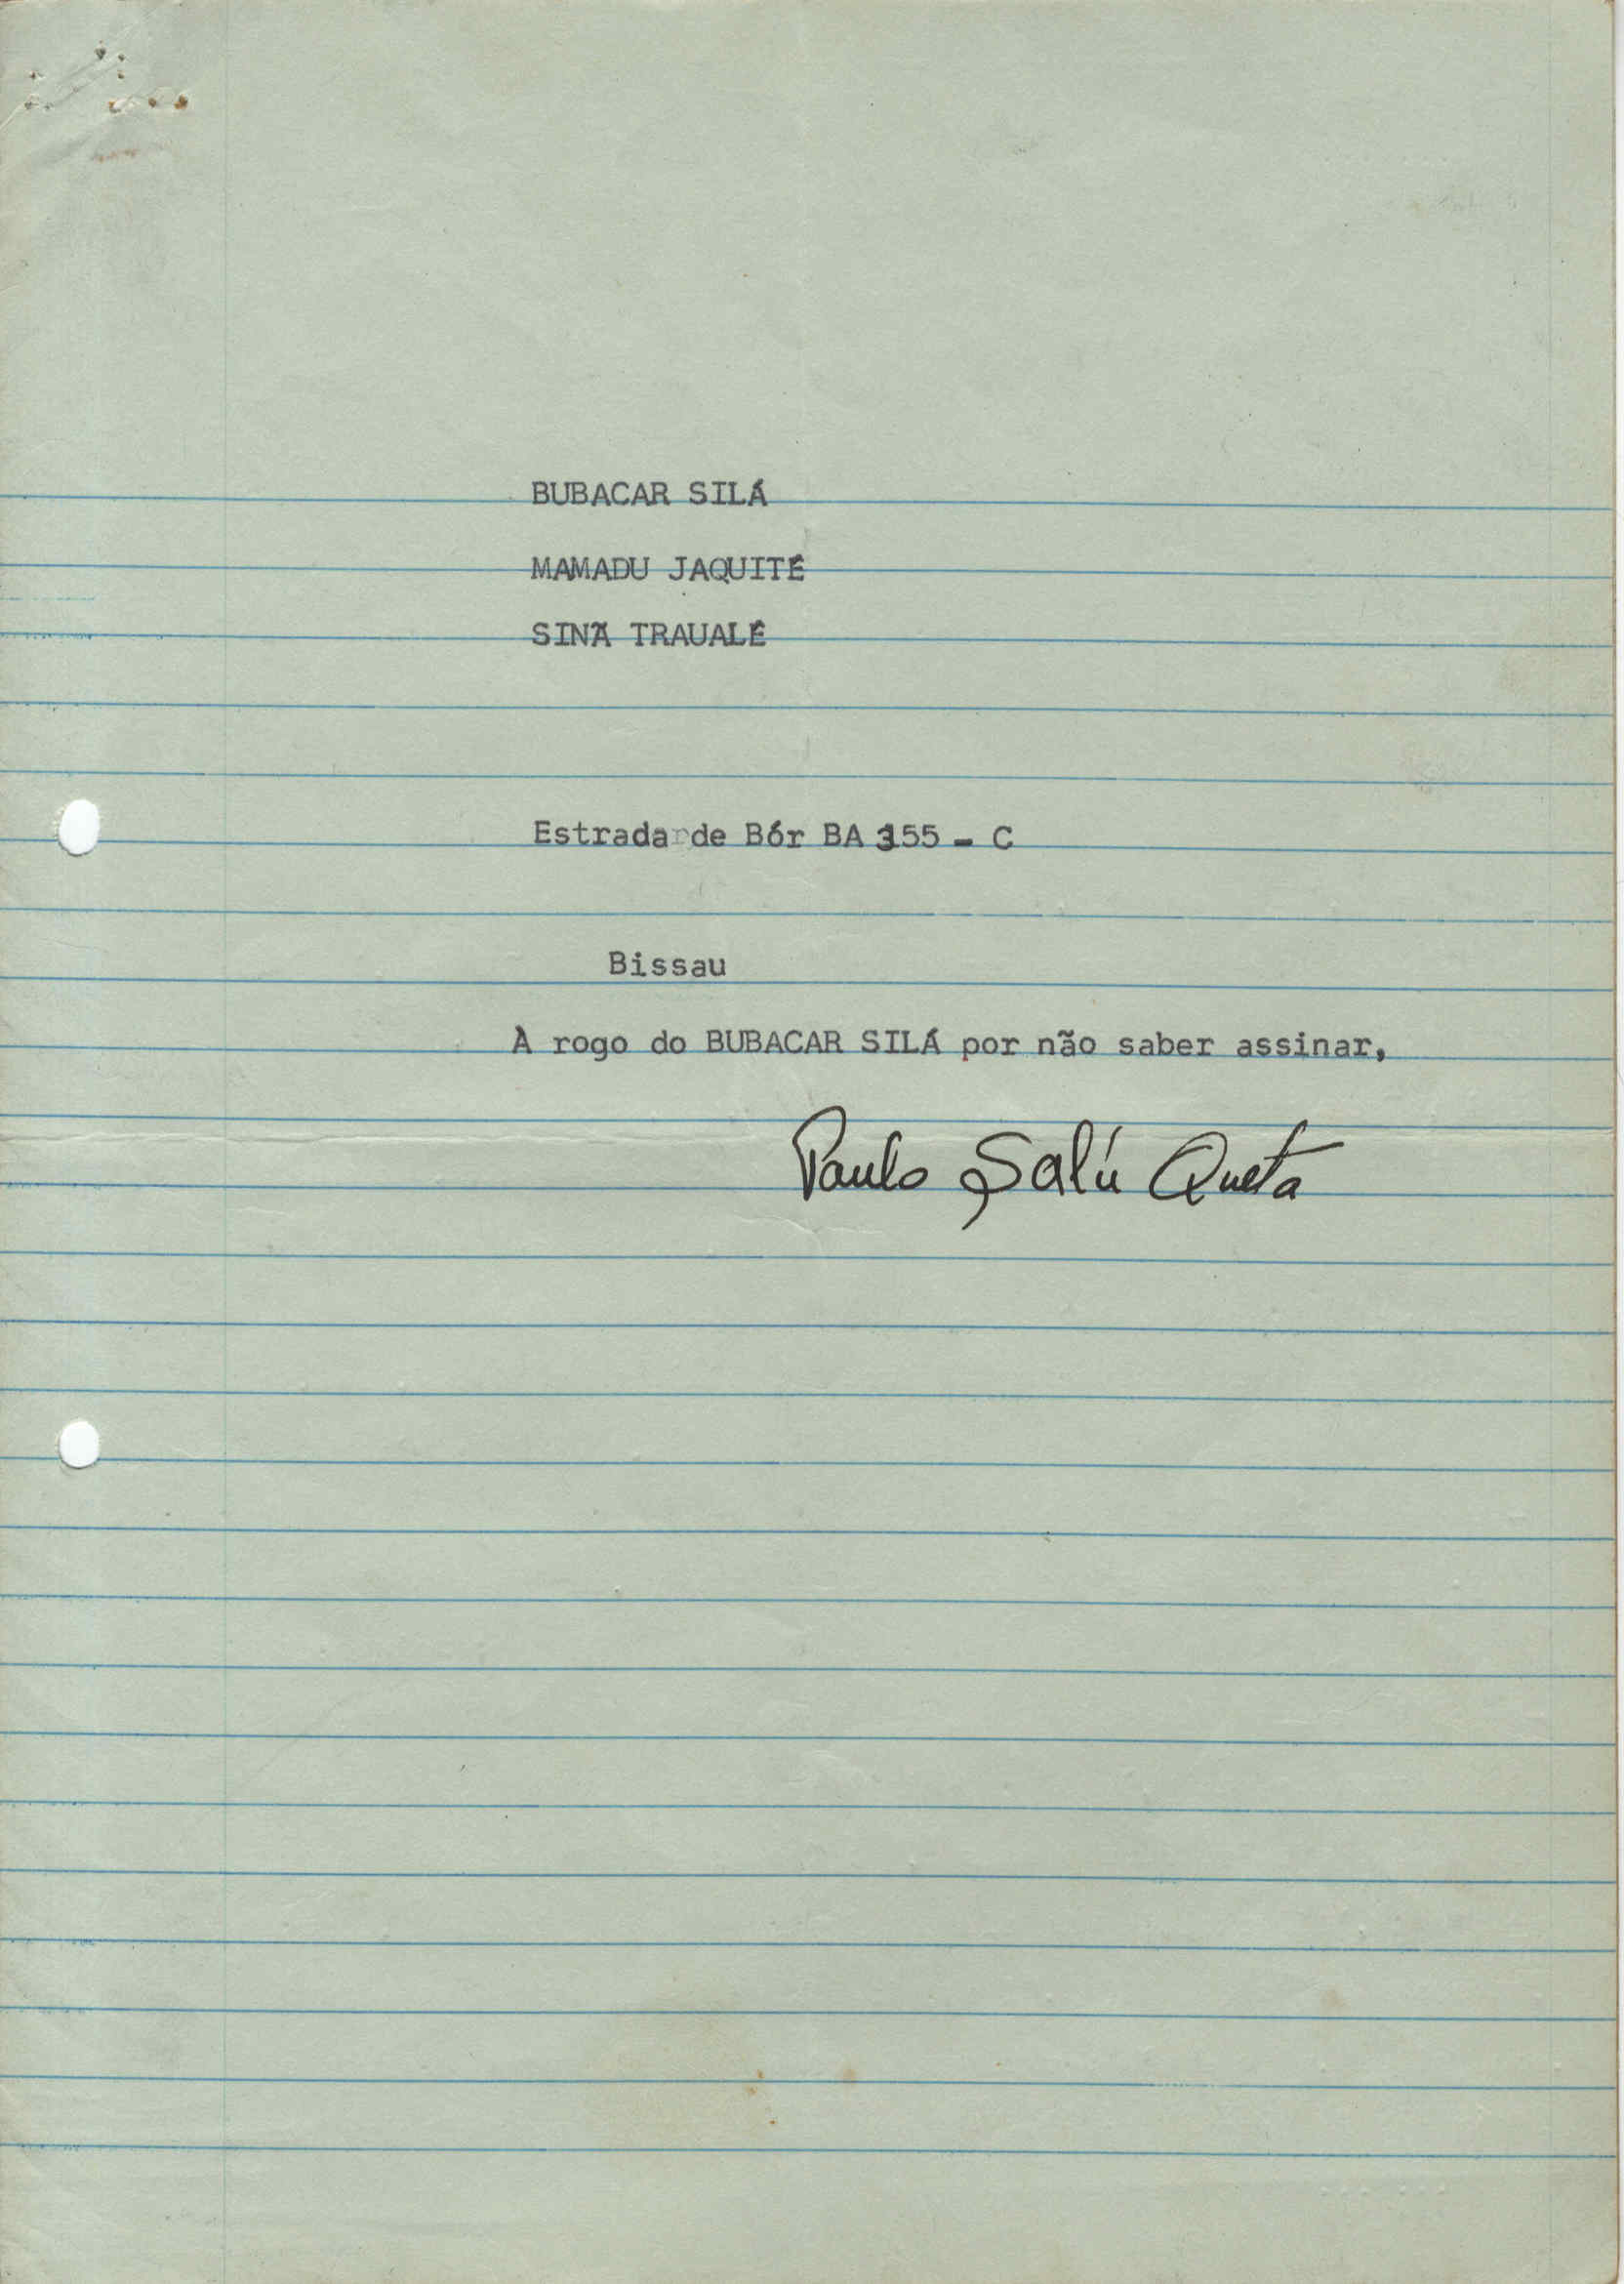 BUBACAR SILÁ
MAMADU JAQUITÉ
SINÃ TRAUALÉ
Estrada de Bór BA 355 - C
Bissau
A rogo do BUBACAR SILÁ por não saber assinar,
Paulo Salú Queta